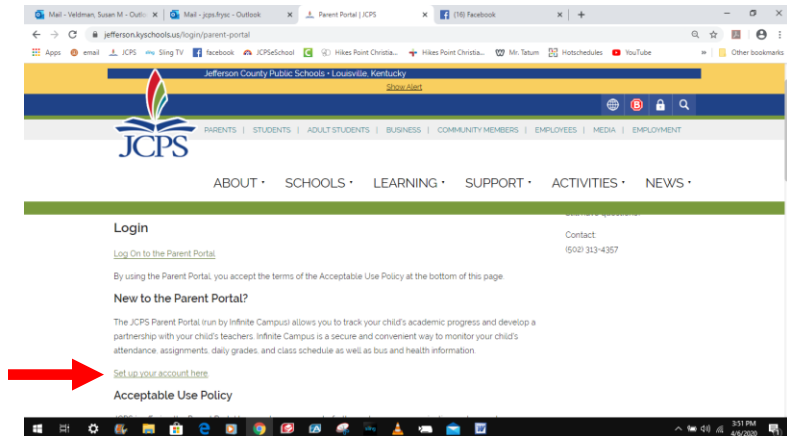 Mail - Veldman, Susan M - Outlo
Mail - jcps.frysc - Outlook
Parent Portal | JCPS
(16) Facebook
jefferson.kyschools.us/login/parent-portal
Apps
email
JCPS
Sling TV
facebook
JCPSeSchool
Hikes Point Christia...
Hikes Point Christia...
Mr. Tatum
Hotschedules
YouTube
Other bookmarks
Jefferson County Public Schools • Louisville, Kentucky
Show Alert
JCPS
PARENTS | STUDENTS | ADULT STUDENTS | BUSINESS | COMMUNITY MEMBERS | EMPLOYEES | MEDIA | EMPLOYMENT
ABOUT • SCHOOLS • LEARNING • SUPPORT • ACTIVITIES • NEWS •
Login
Log On to the Parent Portal
By using the Parent Portal, you accept the terms of the Acceptable Use Policy at the bottom of this page.
Contact:
(502) 313-4357
New to the Parent Portal?
The JCPS Parent Portal (run by Infinite Campus) allows you to track your child's academic progress and develop a
partnership with your child's teachers. Infinite Campus is a secure and convenient way to monitor your child's
attendance, assignments, daily grades, and class schedule as well as bus and health information.
Set up your account here.
Acceptable Use Policy
3:51 PM
4/6/2020